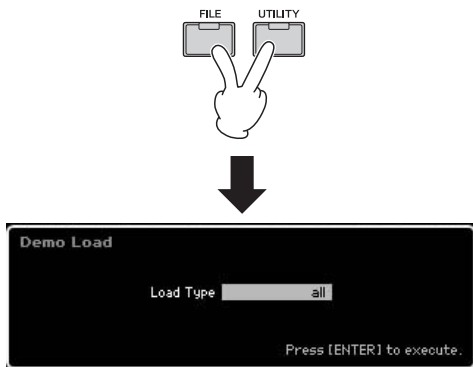 FILE UTILITY
Demo Load
Load Type all
Press [ENTER] to execute.